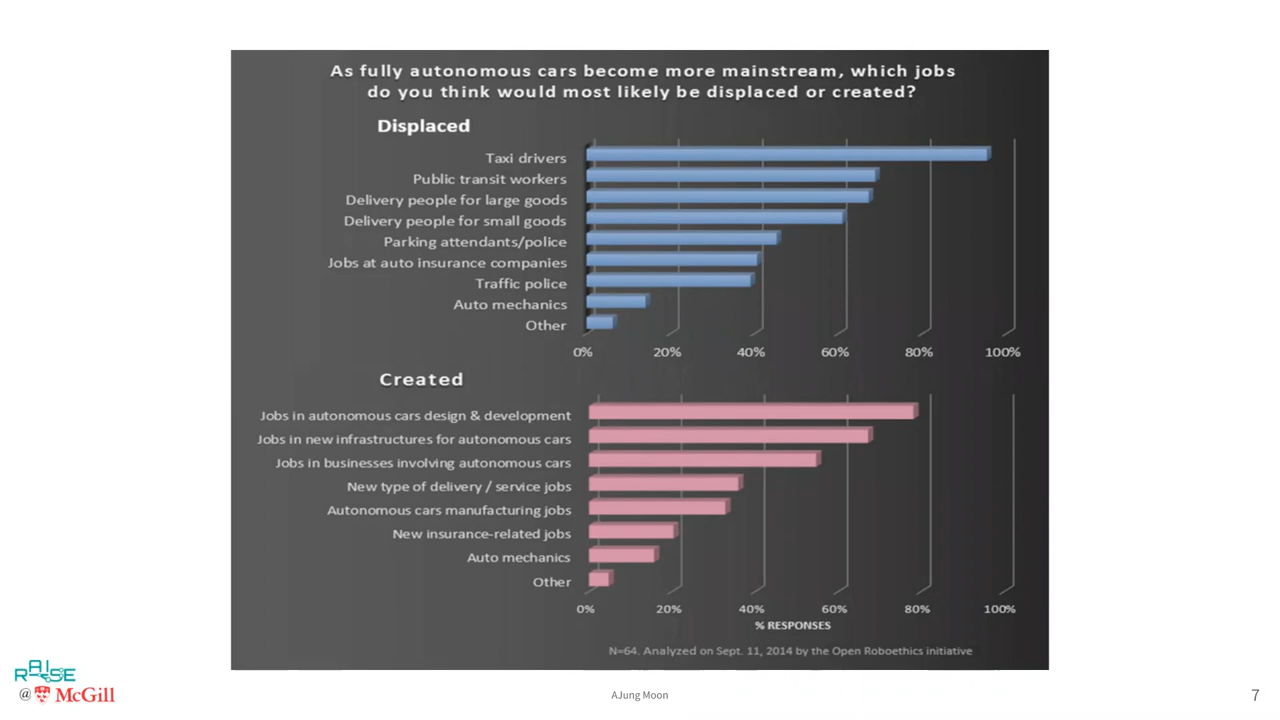 As fully autonomous cars become more mainstream, which jobs
do you think would most likely be displaced or created?
Displaced
Taxi drivers
Public transit workers
Delivery people for large goods
Delivery people for small goods
Parking attendants/police
Jobs at auto insurance companies
Traffic police
Auto mechanics
Other
0% 20% 40% 60% 80% 100%
Created
Jobs in autonomous cars design & development
Jobs in new infrastructures for autonomous cars
Jobs in businesses involving autonomous cars
New type of delivery / service jobs
Autonomous cars manufacturing jobs
New insurance-related jobs
Auto mechanics
Other
0% 20% 40% 60% 80% 100%
% RESPONSES
N=64. Analyzed on Sept. 11, 2014 by the Open Roboethics initiative
RAISE
@ McGill
AJung Moon
7